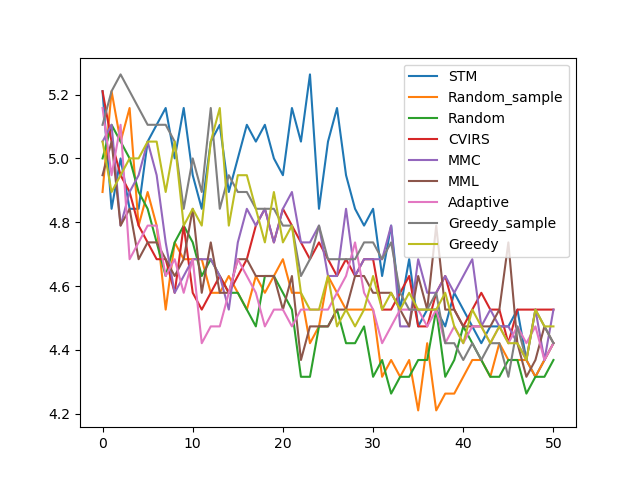 5.2
5.0
4.8
4.6
4.4
4.2
0
10
20
30
40
50
STM
Random_sample
Random
CVIRS
MMC
MML
Adaptive
Greedy_sample
Greedy